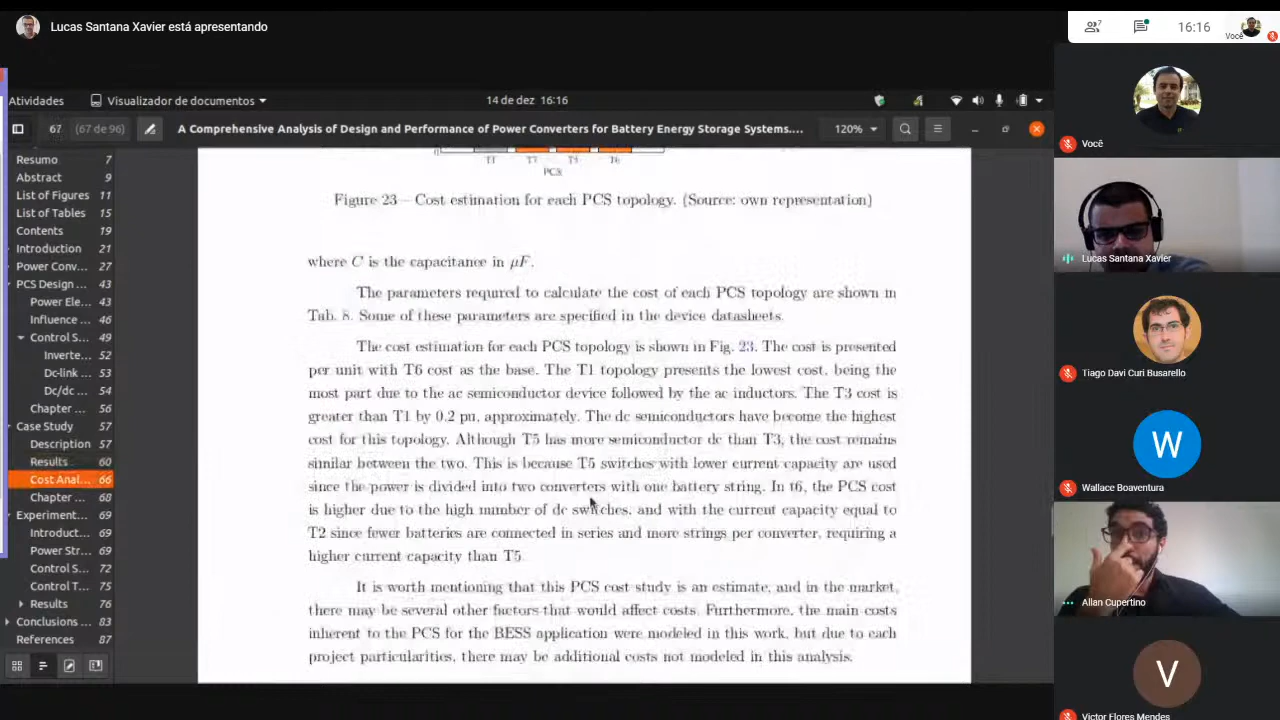 Lucas Santana Xavier está apresentando
7
16:16
Você
Atividades
Visualizador de documentos
14 de dez 16:16
67
(67 de 96)
A Comprehensive Analysis of Design and Performance of Power Converters for Battery Energy Storage Systems....
120%
Resumo 7
Abstract 9
List of Figures 11
List of Tables 15
Contents 19
Introduction 21
Power Conv... 27
PCS Design ... 43
Power Ele... 43
Influence ... 46
Control S... 49
Inverte... 52
Dc-link ... 53
Dc/dc ... 54
Chapter ... 56
Case Study 57
Description 57
Results 60
Cost Anal... 66
Chapter ... 68
Experiment... 69
Introduct... 69
Power Str... 69
Control S... 72
Control T... 75
Results 76
Conclusions ... 83
References 87
PCS
Figure 23 – Cost estimation for each PCS topology. (Source: own representation)
where C is the capacitance in μF.
The parameters requred to calculate the cost of each PCS topology are shown in
Tab. 8. Some of these parameters are specified in the device datasheets.
The cost estimation for each PCS topology is shown in Fig. 23. The cost is presented
per unit with T6 cost as the base. The T1 topology presents the lowest cost, being the
most part due to the ac semiconductor device followed by the ac inductors. The T3 cost is
greater than T1 by 0.2 pu, approximately. The dc semiconductors have become the highest
cost for this topology. Although T5 has more semiconductor dc than T3, the cost remains
similar between the two. This is because T5 switches with lower current capacity are used
since the power is divided into two converters with one battery string. In t6, the PCS cost
is higher due to the high number of dc switches, and with the current capacity equal to
T2 since fewer batteries are connected in series and more strings per converter, requiring a
higher current capacity than T5.
It is worth mentioning that this PCS cost study is an estimate, and in the market,
there may be several other factors that would affect costs. Furthermore, the main costs
inherent to the PCS for the BESS application were modeled in this work, but due to each
project particularities, there may be additional costs not modeled in this analysis.
Você
Lucas Santana Xavier
Tiago Davi Curi Busarello
W
Wallace Boaventura
Allan Cupertino
V
Victor Flores Mendes